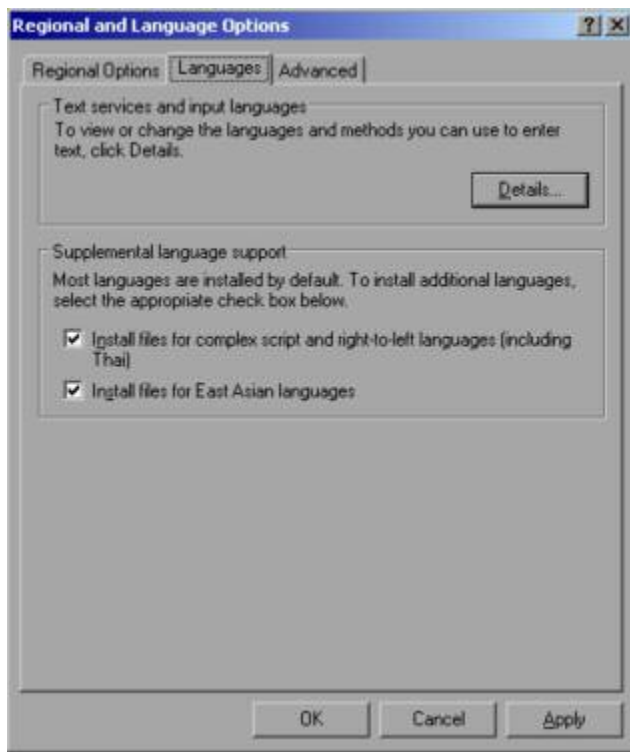 Regional and Language Options
Regional Options Languages Advanced
Text services and input languages
To view or change the languages and methods you can use to enter
text, click Details.
Details...
Supplemental language support
Most languages are installed by default. To install additional languages,
select the appropriate check box below.
Install files for complex script and right-to-left languages (including
Thai)
Install files for East Asian languages
OK Cancel Apply